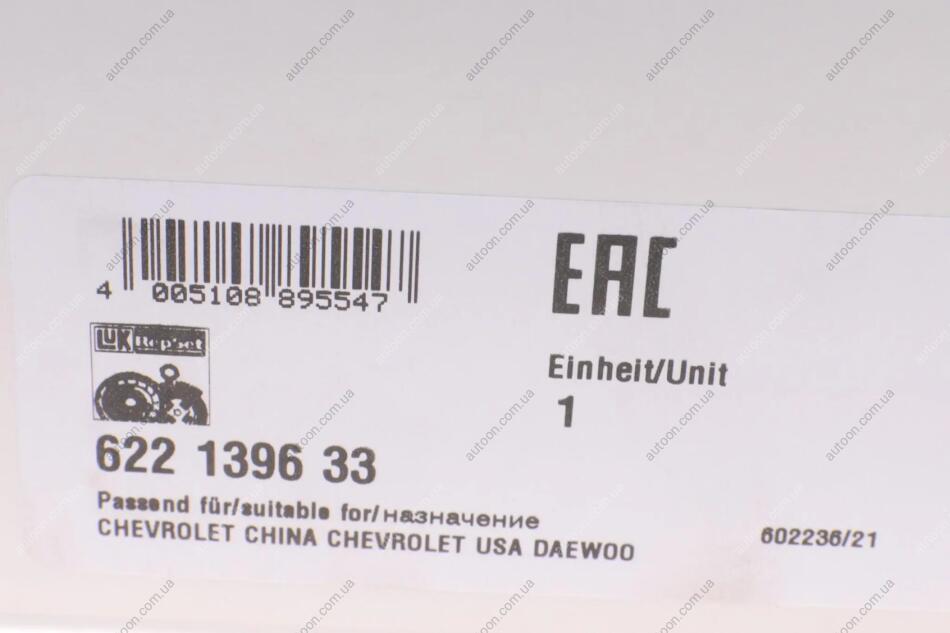 4 005108 895547
EAC
LUK RepSet
Einheit/Unit
1
622 1396 33
Passend für/suitable for/назначение
CHEVROLET CHINA CHEVROLET USA DAEWOO
602236/21
autoon.com.ua